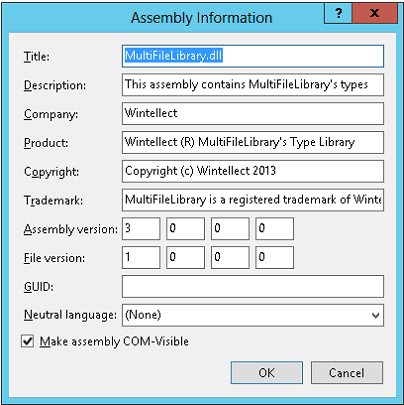 Assembly Information
? x
Title: MultiFileLibrary.dll
Description: This assembly contains MultiFileLibrary's types
Company: Wintellect
Product: Wintellect (R) MultiFileLibrary's Type Library
Copyright: Copyright (c) Wintellect 2013
Trademark: MultiFileLibrary is a registered trademark of Winte
Assembly version: 3 0 0 0
File version: 1 0 0 0
GUID:
Neutral language: (None)
Make assembly COM-Visible
OK Cancel